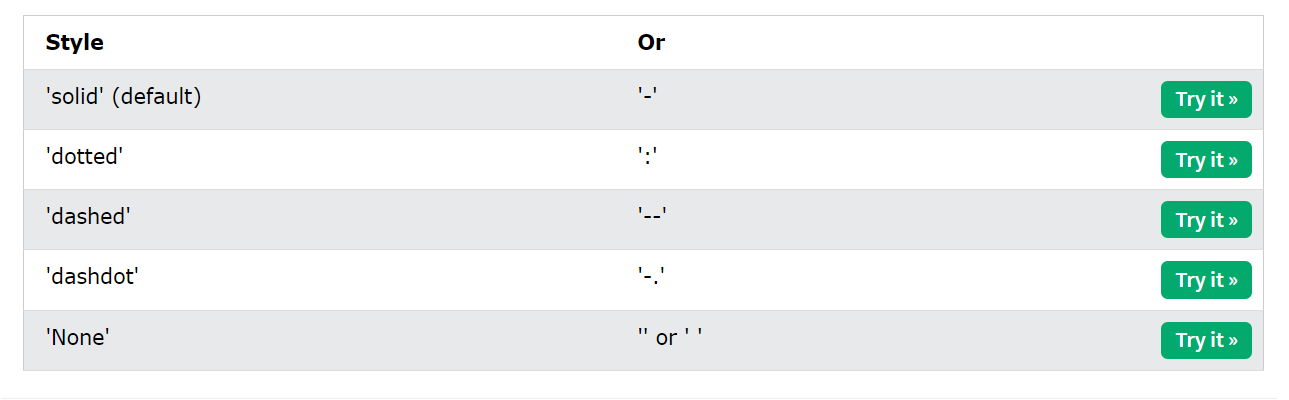 Style Or
'solid' (default) '-' Try it »
'dotted' ':' Try it »
'dashed' '--' Try it »
'dashdot' '-.' Try it »
'None' '' or ' ' Try it »